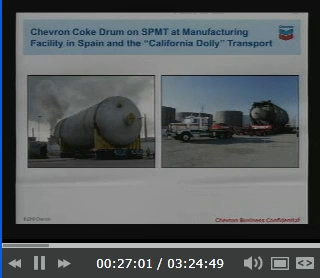 Chevron Coke Drum on SPMT at Manufacturing
Facility in Spain and the "California Dolly" Transport
Chevron Business Confidential
00:27:01 / 03:24:49